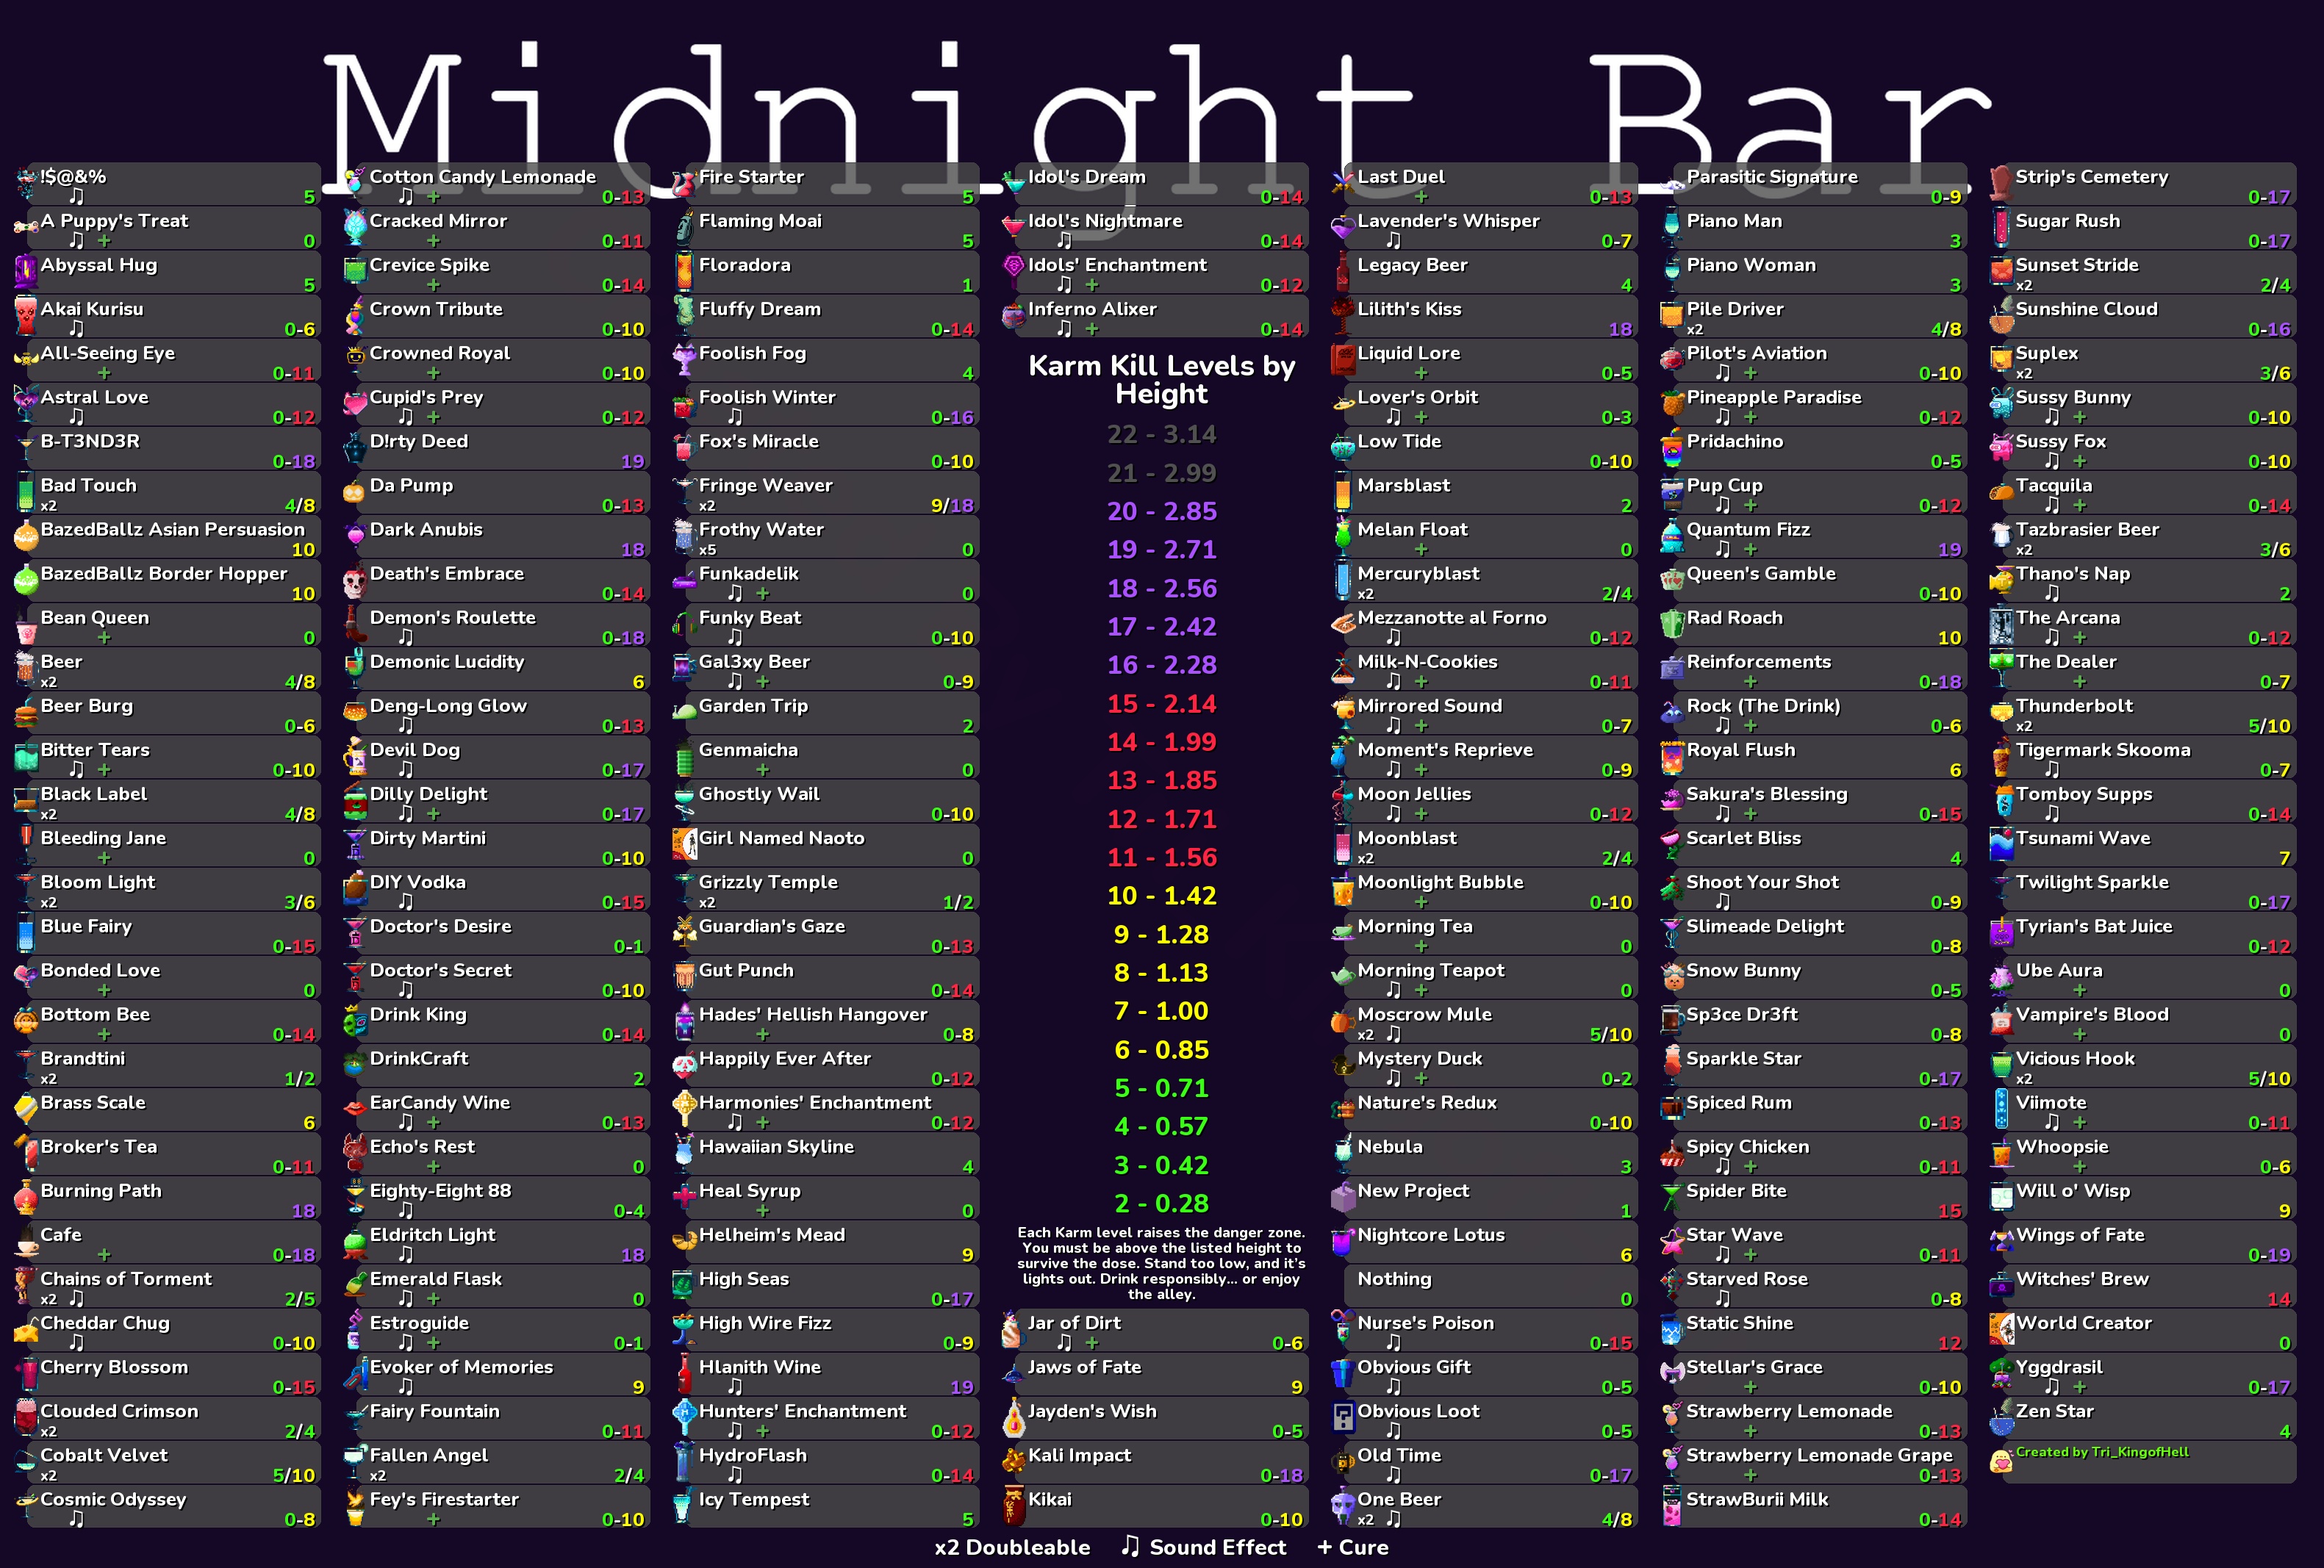 Midnight Bar
!$@&%
♫
5
A Puppy's Treat
♫ +
0
Abyssal Hug
5
Akai Kurisu
♫
0-6
All-Seeing Eye
+
0-11
Astral Love
♫
0-12
B-T3ND3R
0-18
Bad Touch
x2
4/8
BazedBallz Asian Persuasion
10
BazedBallz Border Hopper
10
Bean Queen
+
0
Beer
x2
4/8
Beer Burg
0-6
Bitter Tears
♫ +
0-10
Black Label
x2
4/8
Bleeding Jane
+
0
Bloom Light
x2
3/6
Blue Fairy
0-15
Bonded Love
+
0
Bottom Bee
+
0-14
Brandtini
x2
1/2
Brass Scale
6
Broker's Tea
0-11
Burning Path
18
Cafe
+
0-18
Chains of Torment
x2 ♫
2/5
Cheddar Chug
♫
0-10
Cherry Blossom
0-15
Clouded Crimson
x2
2/4
Cobalt Velvet
x2
5/10
Cosmic Odyssey
♫
0-8
Cotton Candy Lemonade
♫ +
0-13
Cracked Mirror
+
0-11
Crevice Spike
+
0-14
Crown Tribute
0-10
Crowned Royal
+
0-10
Cupid's Prey
♫ +
0-12
D!rty Deed
19
Da Pump
0-13
Dark Anubis
18
Death's Embrace
0-14
Demon's Roulette
♫
0-18
Demonic Lucidity
6
Deng-Long Glow
♫
0-13
Devil Dog
♫
0-17
Dilly Delight
♫ +
0-17
Dirty Martini
0-10
DIY Vodka
♫
0-15
Doctor's Desire
0-1
Doctor's Secret
♫
0-10
Drink King
0-14
DrinkCraft
2
EarCandy Wine
♫ +
0-13
Echo's Rest
+
0
Eighty-Eight 88
♫
0-4
Eldritch Light
♫
18
Emerald Flask
♫ +
0
Estroguide
♫ +
0-1
Evoker of Memories
♫
9
Fairy Fountain
0-11
Fallen Angel
x2
2/4
Fey's Firestarter
+
0-10
Fire Starter
5
Flaming Moai
5
Floradora
1
Fluffy Dream
0-14
Foolish Fog
4
Foolish Winter
♫
0-16
Fox's Miracle
0-10
Fringe Weaver
x2
9/18
Frothy Water
x5
0
Funkadelik
♫ +
0
Funky Beat
♫
0-10
Gal3xy Beer
♫ +
0-9
Garden Trip
2
Genmaicha
+
0
Ghostly Wail
0-10
Girl Named Naoto
0
Grizzly Temple
x2
1/2
Guardian's Gaze
0-13
Gut Punch
0-14
Hades' Hellish Hangover
+
0-8
Happily Ever After
0-12
Harmonies' Enchantment
♫ +
0-12
Hawaiian Skyline
4
Heal Syrup
+
0
Helheim's Mead
9
High Seas
0-17
High Wire Fizz
0-9
Hlanith Wine
♫
19
Hunters' Enchantment
♫ +
0-12
HydroFlash
♫
0-14
Icy Tempest
5
Idol's Dream
0-14
Idol's Nightmare
♫
0-14
Idols' Enchantment
♫ +
0-12
Inferno Alixer
♫ +
0-14
Karm Kill Levels by
Height
22 - 3.14
21 - 2.99
20 - 2.85
19 - 2.71
18 - 2.56
17 - 2.42
16 - 2.28
15 - 2.14
14 - 1.99
13 - 1.85
12 - 1.71
11 - 1.56
10 - 1.42
9 - 1.28
8 - 1.13
7 - 1.00
6 - 0.85
5 - 0.71
4 - 0.57
3 - 0.42
2 - 0.28
Each Karm level raises the danger zone.
You must be above the listed height to
survive the dose. Stand too low, and it's
lights out. Drink responsibly... or enjoy
the alley.
Jar of Dirt
♫ +
0-6
Jaws of Fate
9
Jayden's Wish
0-5
Kali Impact
0-18
Kikai
0-10
Last Duel
+
0-13
Lavender's Whisper
♫
0-7
Legacy Beer
4
Lilith's Kiss
18
Liquid Lore
+
0-5
Lover's Orbit
♫ +
0-3
Low Tide
0-10
Marsblast
2
Melan Float
+
0
Mercuryblast
x2
2/4
Mezzanotte al Forno
♫
0-12
Milk-N-Cookies
♫ +
0-11
Mirrored Sound
♫ +
0-7
Moment's Reprieve
♫ +
0-9
Moon Jellies
♫ +
0-12
Moonblast
x2
2/4
Moonlight Bubble
+
0-10
Morning Tea
+
0
Morning Teapot
♫ +
0
Moscrow Mule
x2 ♫
5/10
Mystery Duck
♫ +
0-2
Nature's Redux
0-10
Nebula
3
New Project
1
Nightcore Lotus
6
Nothing
0
Nurse's Poison
♫
0-15
Obvious Gift
♫
0-5
Obvious Loot
♫
0-5
Old Time
♫
0-17
One Beer
x2 ♫
4/8
Parasitic Signature
0-9
Piano Man
3
Piano Woman
3
Pile Driver
x2
4/8
Pilot's Aviation
♫ +
0-10
Pineapple Paradise
♫ +
0-12
Pridachino
0-5
Pup Cup
♫ +
0-12
Quantum Fizz
♫ +
19
Queen's Gamble
0-10
Rad Roach
10
Reinforcements
+
0-18
Rock (The Drink)
♫ +
0-6
Royal Flush
6
Sakura's Blessing
♫ +
0-15
Scarlet Bliss
4
Shoot Your Shot
♫
0-9
Slimeade Delight
0-8
Snow Bunny
0-5
Sp3ce Dr3ft
0-8
Sparkle Star
0-17
Spiced Rum
0-13
Spicy Chicken
♫ +
0-11
Spider Bite
15
Star Wave
♫ +
0-11
Starved Rose
♫
0-8
Static Shine
12
Stellar's Grace
+
0-10
Strawberry Lemonade
+
0-13
Strawberry Lemonade Grape
+
0-13
StrawBurii Milk
0-14
Strip's Cemetery
0-17
Sugar Rush
0-17
Sunset Stride
x2
2/4
Sunshine Cloud
0-16
Suplex
x2
3/6
Sussy Bunny
♫ +
0-10
Sussy Fox
♫ +
0-10
Tacquila
♫ +
0-14
Tazbrasier Beer
x2
3/6
Thano's Nap
♫
2
The Arcana
♫ +
0-12
The Dealer
+
0-7
Thunderbolt
x2
5/10
Tigermark Skooma
♫
0-7
Tomboy Supps
♫
0-14
Tsunami Wave
7
Twilight Sparkle
0-17
Tyrian's Bat Juice
0-12
Ube Aura
+
0
Vampire's Blood
+
0
Vicious Hook
x2
5/10
Viimote
♫ +
0-11
Whoopsie
+
0-6
Will o' Wisp
9
Wings of Fate
0-19
Witches' Brew
14
World Creator
0
Yggdrasil
♫ +
0-17
Zen Star
4
Created by Tri_KingofHell
x2 Doubleable ♫ Sound Effect + Cure